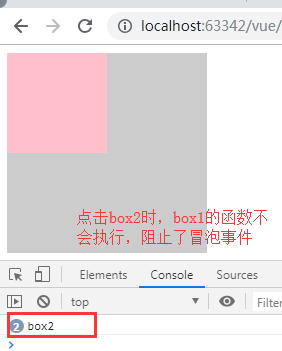 localhost:63342/vue/
点击box2时，box1的函数不
会执行，阻止了冒泡事件
Elements Console Sources
top Filter
2 box2